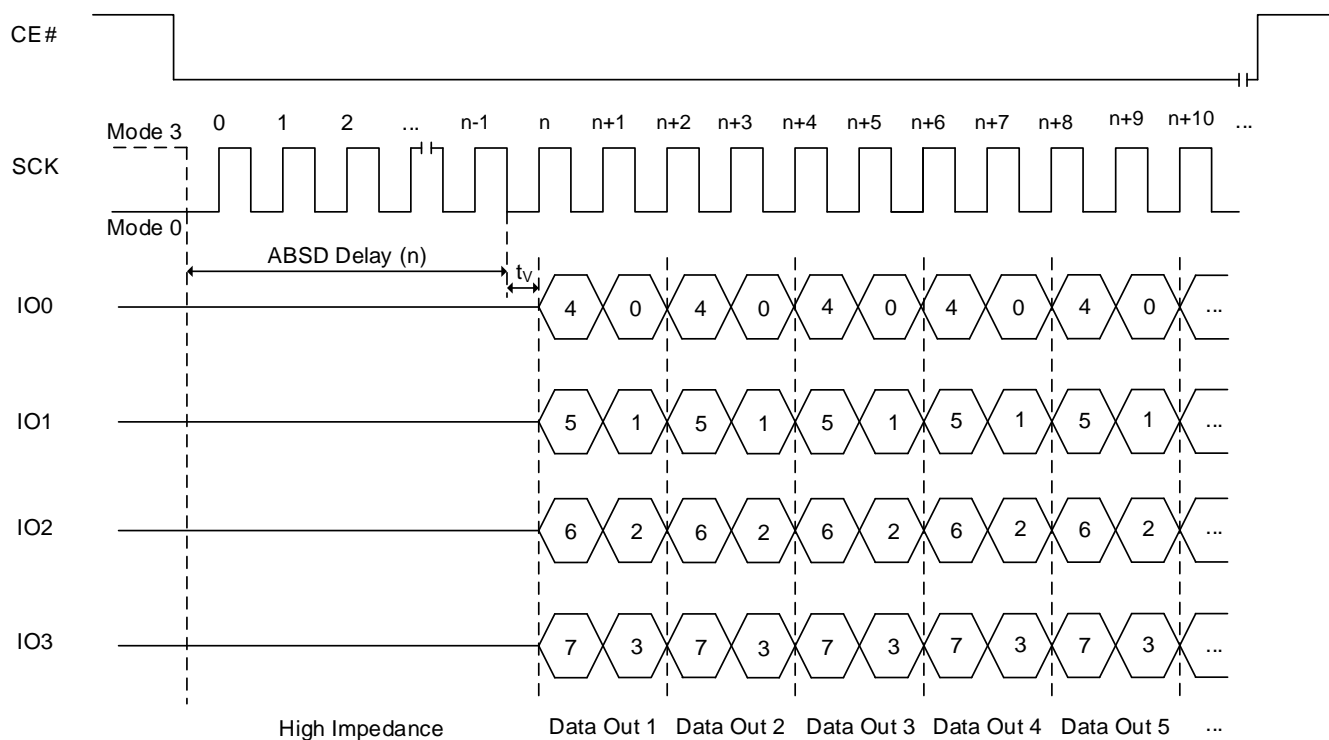 CE#
0 1 2 ... n-1 n n+1 n+2 n+3 n+4 n+5 n+6 n+7 n+8 n+9 n+10 ...
Mode 3
SCK
Mode 0
ABSD Delay (n)
tV
IO0 4 0 4 0 4 0 4 0 4 0 ...
IO1 5 1 5 1 5 1 5 1 5 1 ...
IO2 6 2 6 2 6 2 6 2 6 2 ...
IO3 7 3 7 3 7 3 7 3 7 3 ...
High Impedance Data Out 1 Data Out 2 Data Out 3 Data Out 4 Data Out 5 ...